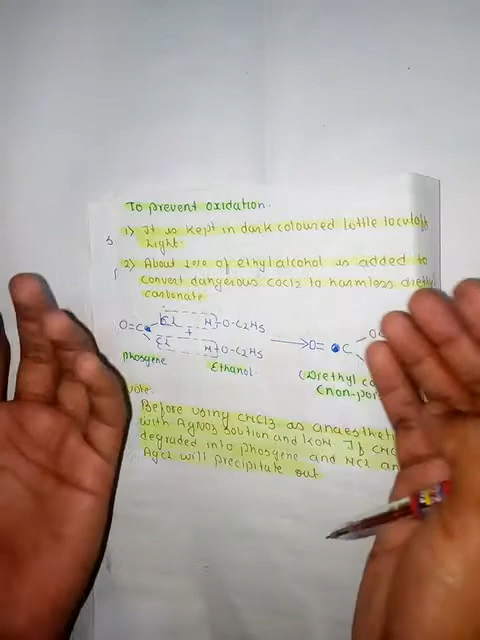 To prevent oxidation.
1) It is kept in dark coloured bottle to cut off
light.
2) About 1% of ethyl alcohol is added to
convert dangerous COCl2 to harmless diethyl
carbonate
O=C Cl H-O-C2H5
+ O= C O
Cl H-O-C2H5
phosgene Ethanol. (Diethyl
(non-poi
Note:
Before using CHCl3 as anaestheti
with AgNO3 solution and KOH. If CHC
degraded into phosgene and HCl an
AgCl will precipitate out